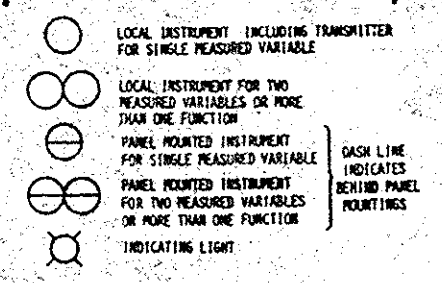 LOCAL INSTRUMENT INCLUDING TRANSMITTER
FOR SINGLE MEASURED VARIABLE
LOCAL INSTRUMENT FOR TWO
MEASURED VARIABLES OR MORE
THAN ONE FUNCTION
PANEL MOUNTED INSTRUMENT
FOR SINGLE MEASURED VARIABLE
PANEL MOUNTED INSTRUMENT
FOR TWO MEASURED VARIABLES
OR MORE THAN ONE FUNCTION
DASH LINE
INDICATES
BEHIND PANEL
MOUNTINGS
INDICATING LIGHT